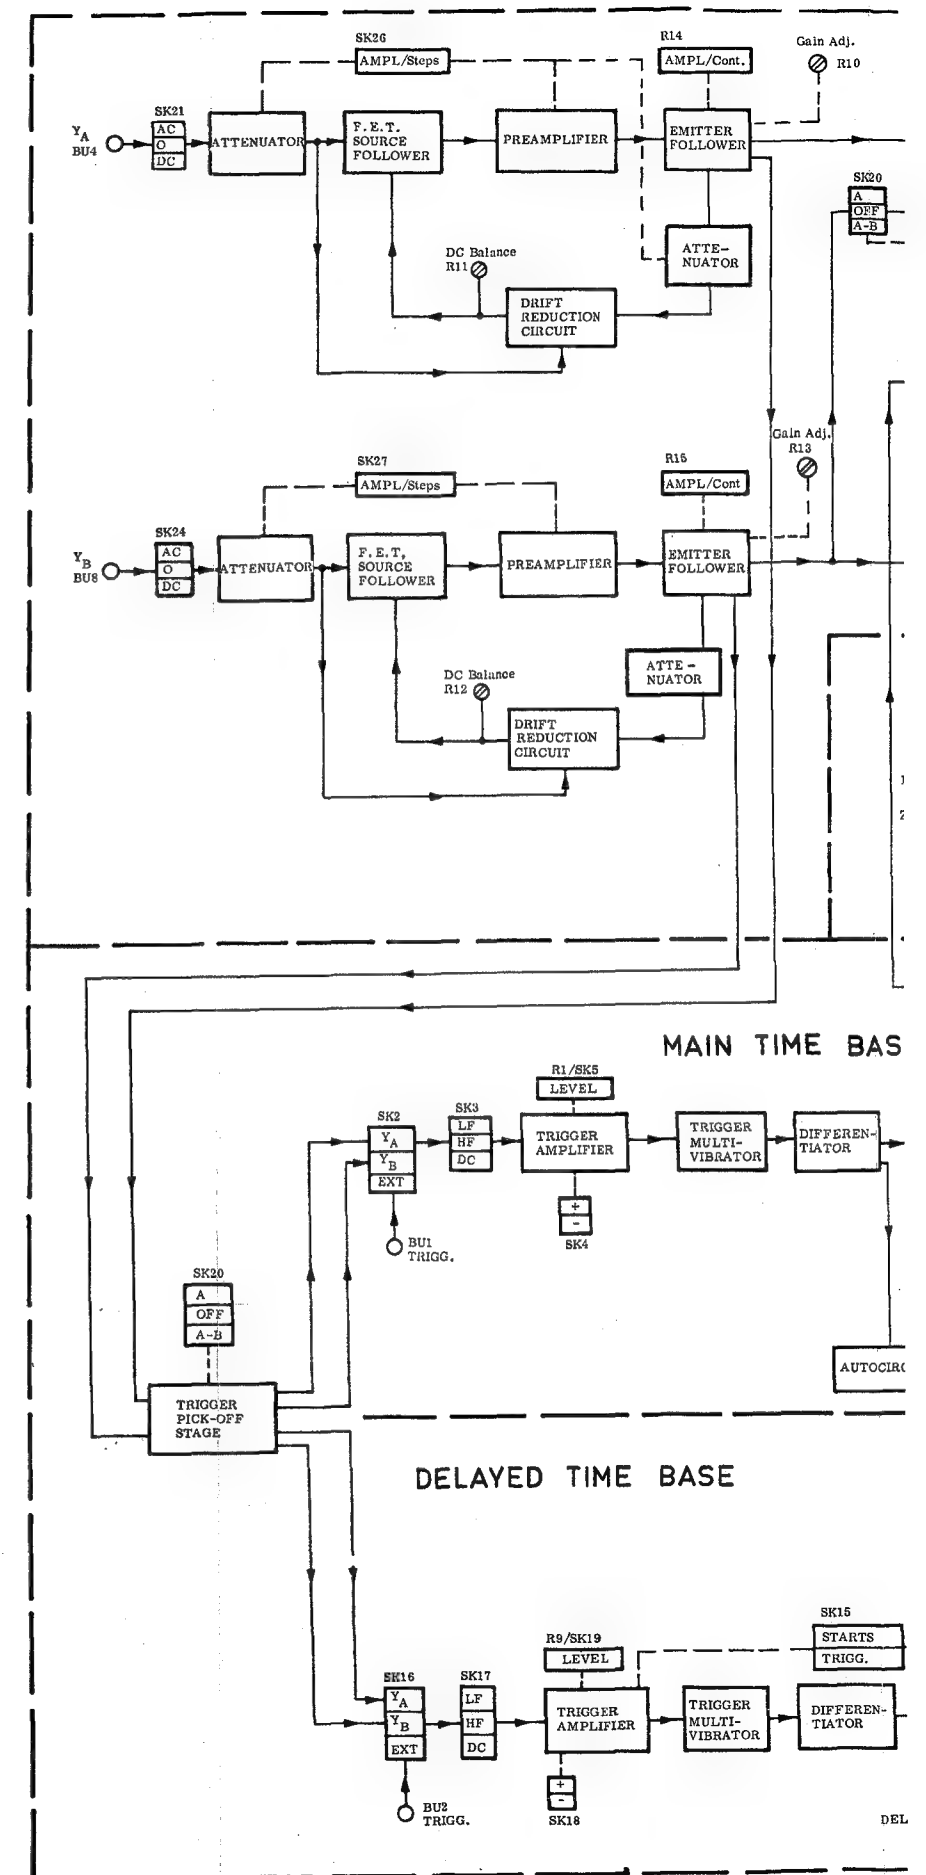 SK26
AMPL/Steps
R14
AMPL/Cont.
Gain Adj.
R10
SK21
AC
O
DC
YA
BU4
ATTENUATOR
F.E.T.
SOURCE
FOLLOWER
PREAMPLIFIER
EMITTER
FOLLOWER
SK20
A
OFF
A-B
ATTE-
NUATOR
DC Balance
R11
DRIFT
REDUCTION
CIRCUIT
Gain Adj.
R13
SK27
AMPL/Steps
R15
AMPL/Cont
SK24
AC
O
DC
YB
BU8
ATTENUATOR
F.E.T,
SOURCE
FOLLOWER
PREAMPLIFIER
EMITTER
FOLLOWER
ATTE-
NUATOR
DC Balance
R12
DRIFT
REDUCTION
CIRCUIT
MAIN TIME BAS
R1/SK5
LEVEL
SK2
YA
YB
EXT
SK3
LF
HF
DC
TRIGGER
AMPLIFIER
TRIGGER
MULTI-
VIBRATOR
DIFFEREN-
TIATOR
+
-
SK4
BU1
TRIGG.
SK20
A
OFF
A-B
AUTOCIRC
TRIGGER
PICK-OFF
STAGE
DELAYED TIME BASE
SK15
STARTS
TRIGG.
R9/SK19
LEVEL
SK16
YA
YB
EXT
SK17
LF
HF
DC
TRIGGER
AMPLIFIER
TRIGGER
MULTI-
VIBRATOR
DIFFEREN-
TIATOR
+
-
SK18
BU2
TRIGG.
DEL